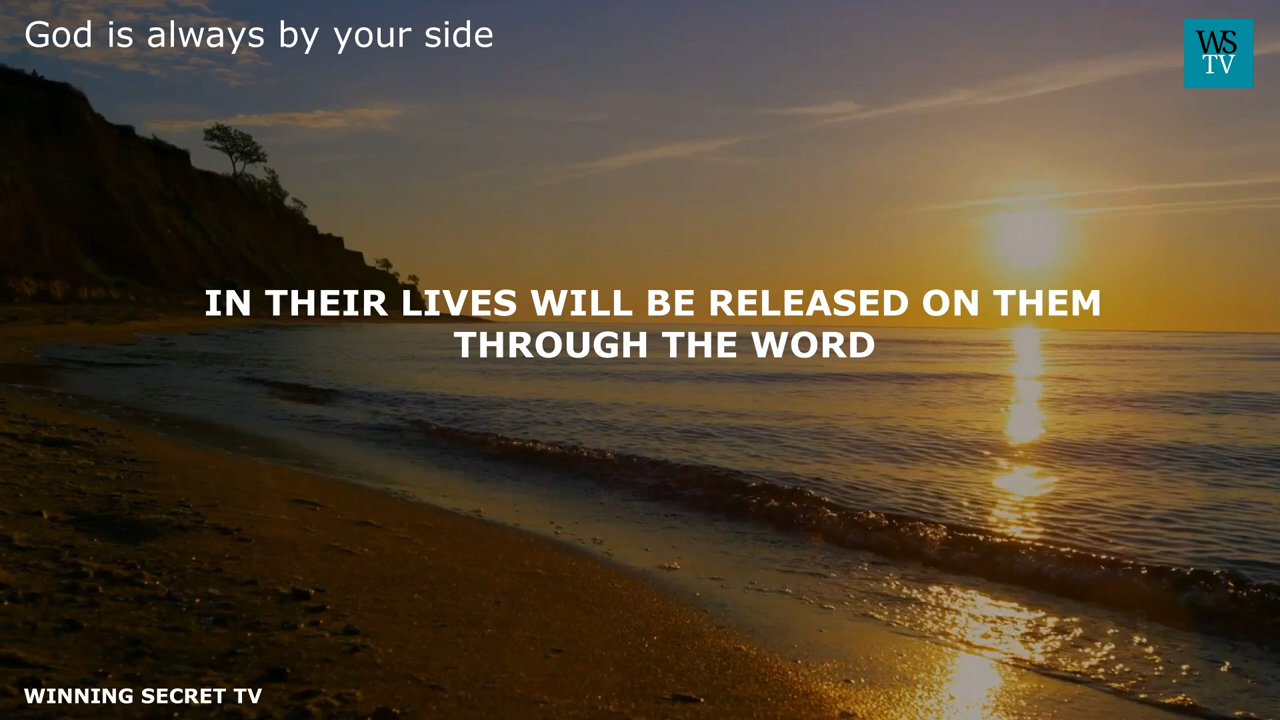 God is always by your side
WS
TV
IN THEIR LIVES WILL BE RELEASED ON THEM
THROUGH THE WORD
WINNING SECRET TV